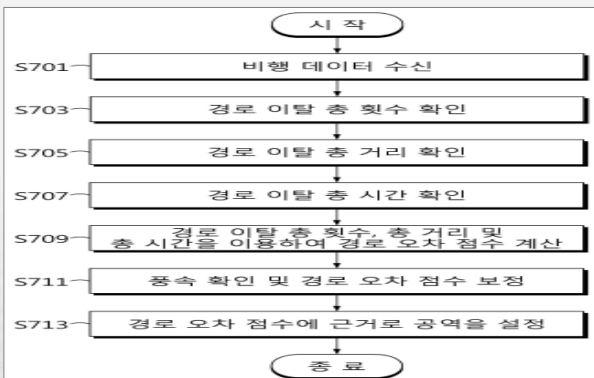 시 작
S701 비행 데이터 수신
S703 경로 이탈 총 횟수 확인
S705 경로 이탈 총 거리 확인
S707 경로 이탈 총 시간 확인
S709 경로 이탈 총 횟수, 총 거리 및
총 시간을 이용하여 경로 오차 점수 계산
S711 풍속 확인 및 경로 오차 점수 보정
S713 경로 오차 점수에 근거로 공역을 설정
종 료